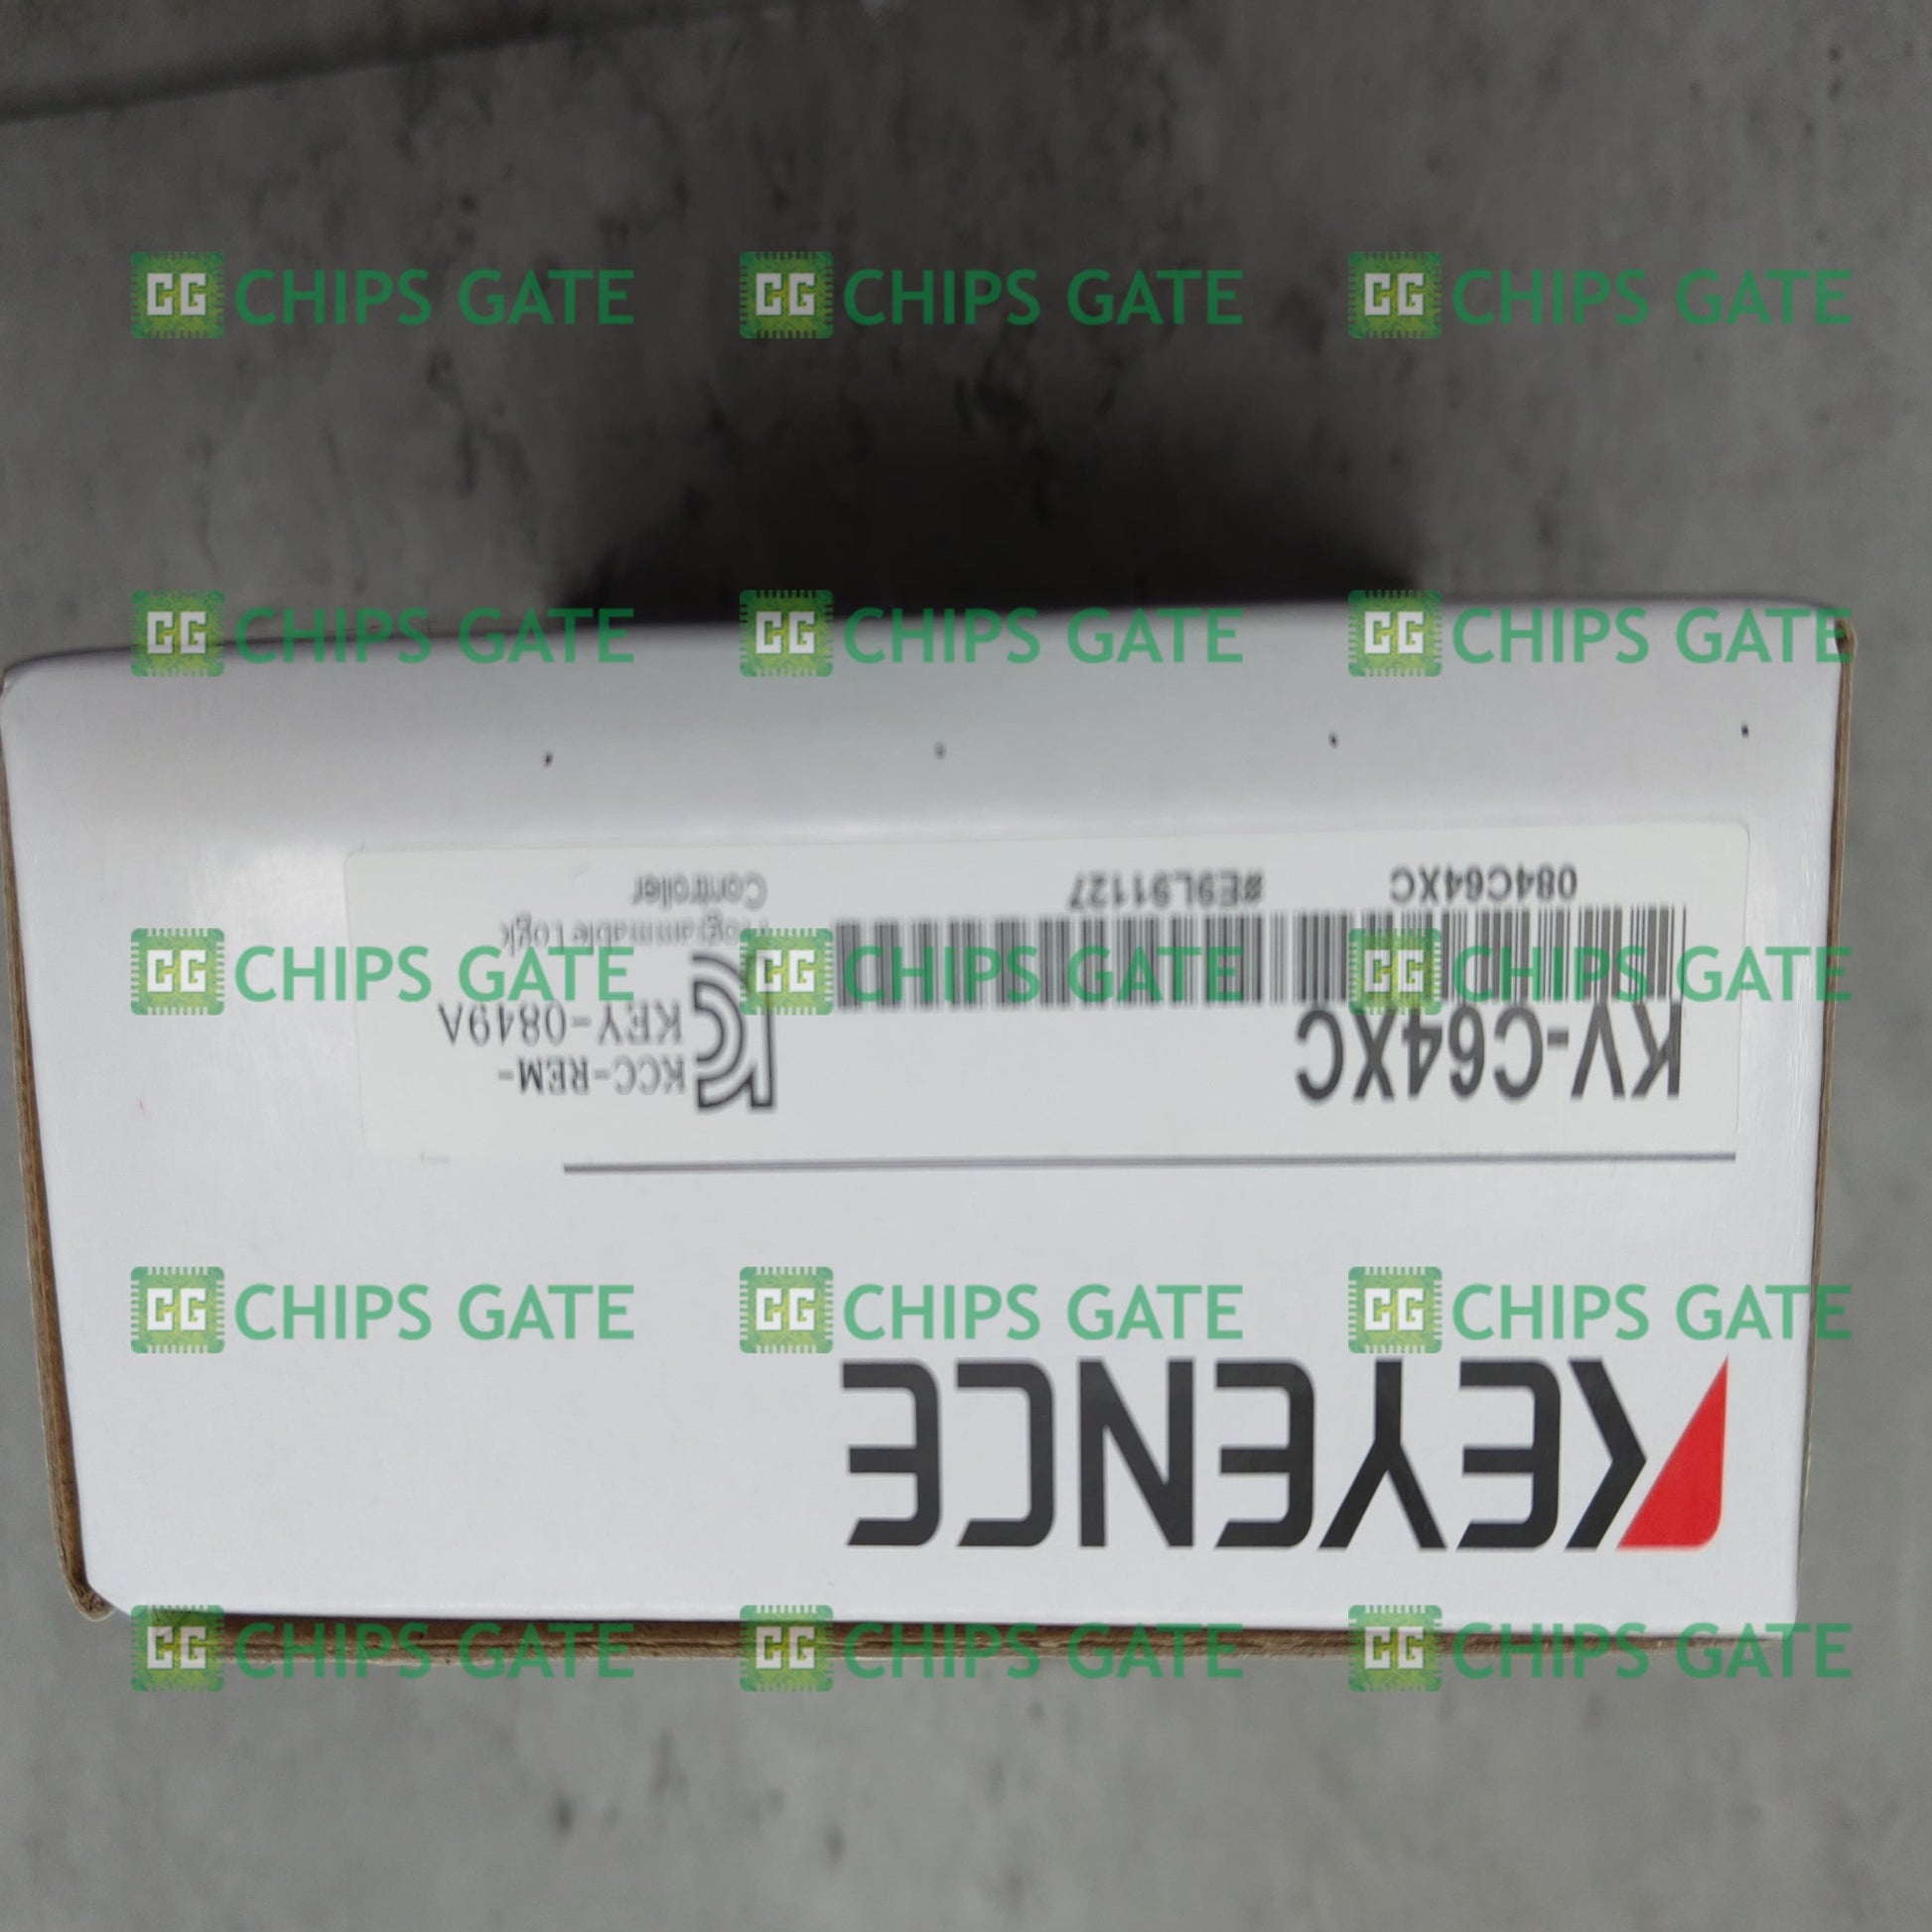 CHIPS GATE CHIPS GATE CHIPS GATE
CHIPS GATE CHIPS GATE CHIPS GATE
CHIPS GATE CHIPS GATE CHIPS GATE
CHIPS GATE CHIPS GATE CHIPS GATE
CHIPS GATE CHIPS GATE CHIPS GATE
KEYENCE
KV-C64XC
084C64XC #E9L91127
KCC-REM-
KEY-0849A
Programmable Logic
Controller